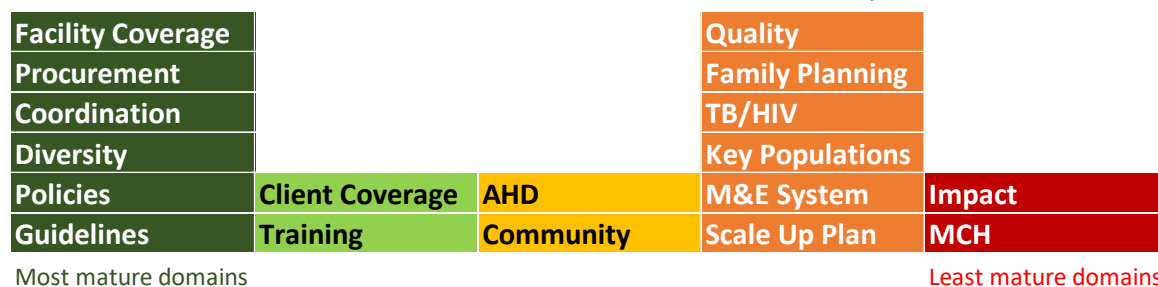 Facility Coverage Quality
Procurement Family Planning
Coordination TB/HIV
Diversity Key Populations
Policies Client Coverage AHD M&E System Impact
Guidelines Training Community Scale Up Plan MCH
Most mature domains Least mature domains